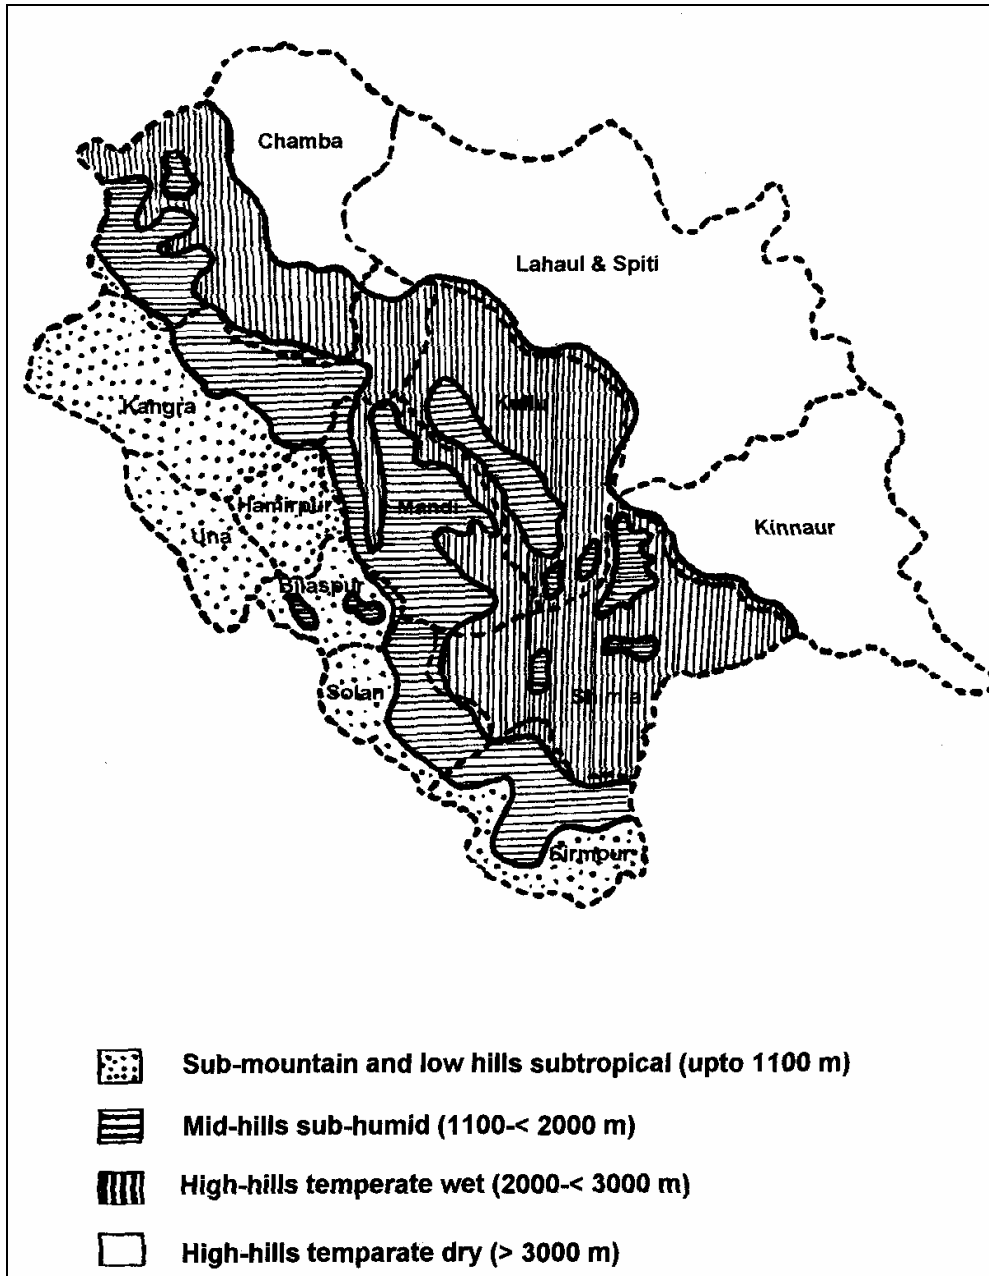 Chamba
Lahaul & Spiti
Kangra
Kullu
Hamirpur
Mandi
Una
Kinnaur
Bilaspur
Solan
Sirmour
Sub-mountain and low hills subtropical (upto 1100 m)
Mid-hills sub-humid (1100-< 2000 m)
High-hills temperate wet (2000-< 3000 m)
High-hills temparate dry (> 3000 m)